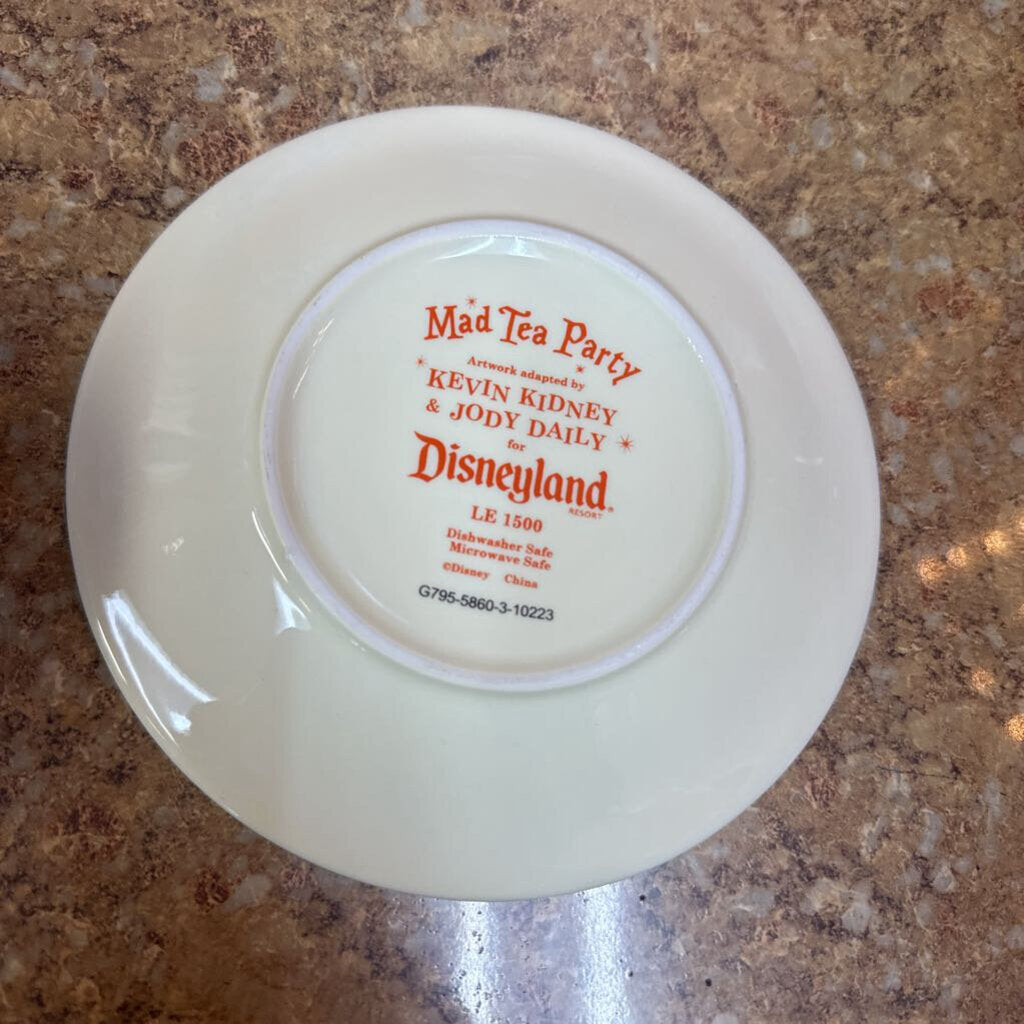 Mad Tea Party
Artwork adapted by
KEVIN KIDNEY
& JODY DAILY
for
Disneyland®
RESORT
LE 1500
Dishwasher Safe
Microwave Safe
©Disney China
G795-5860-3-10223